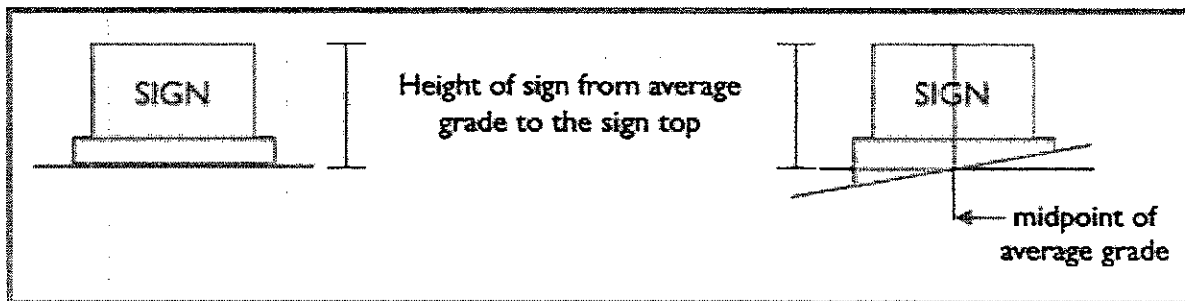 SIGN
Height of sign from average
grade to the sign top
SIGN
midpoint of
average grade